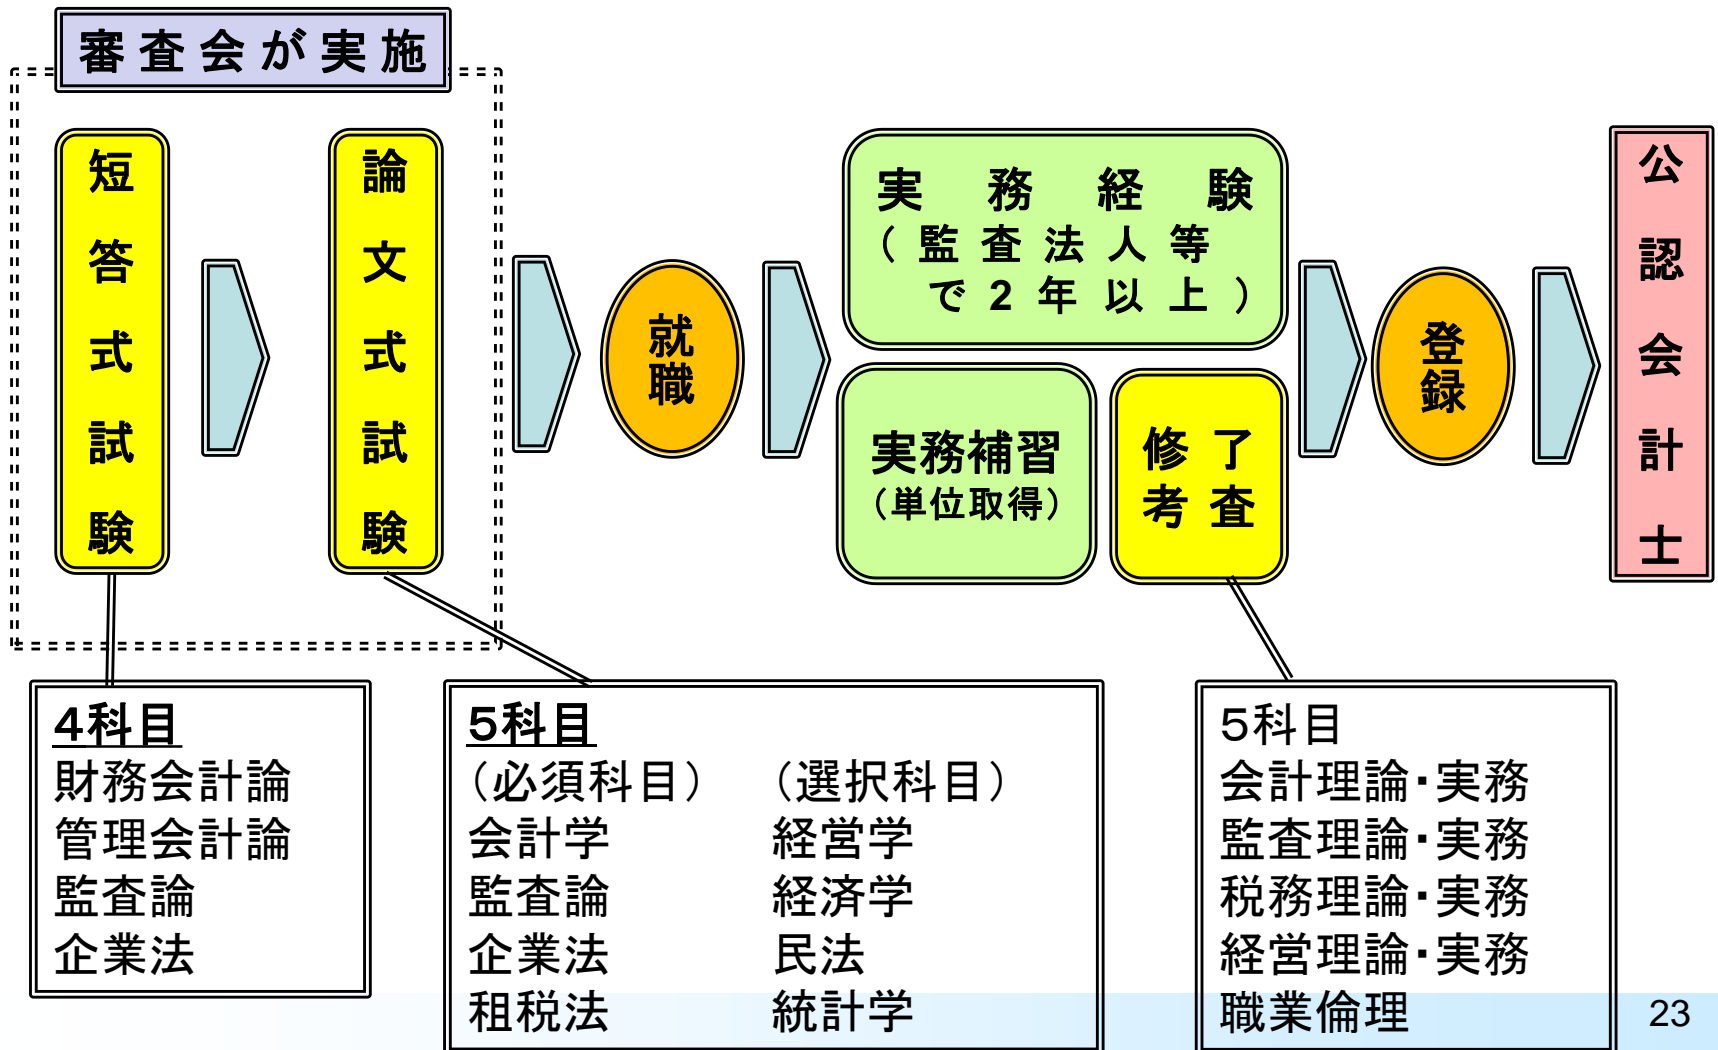 審査会が実施
短答式試験
論文式試験
就職
実務経験
（監査法人等
で2年以上）
実務補習
（単位取得）
修了
考査
登録
公認会計士
4科目
財務会計論
管理会計論
監査論
企業法
5科目
（必須科目） （選択科目）
会計学 経営学
監査論 経済学
企業法 民法
租税法 統計学
5科目
会計理論・実務
監査理論・実務
税務理論・実務
経営理論・実務
職業倫理
23